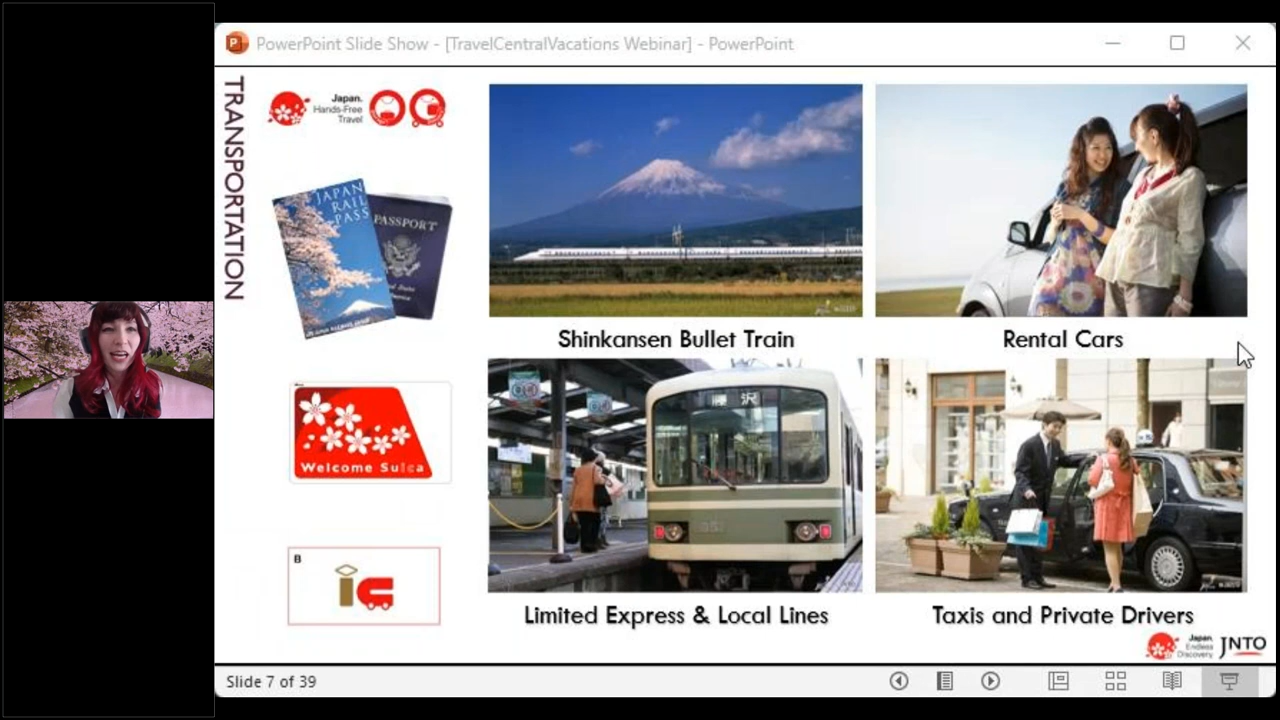 PowerPoint Slide Show - [TravelCentralVacations Webinar] - PowerPoint
TRANSPORTATION
Japan.
Hands-Free
Travel
JAPAN
RAIL
PASS
PASSPORT
Welcome Suica
B
Shinkansen Bullet Train
Rental Cars
Limited Express & Local Lines
Taxis and Private Drivers
Japan.
Endless
Discovery.
JNTO
Slide 7 of 39